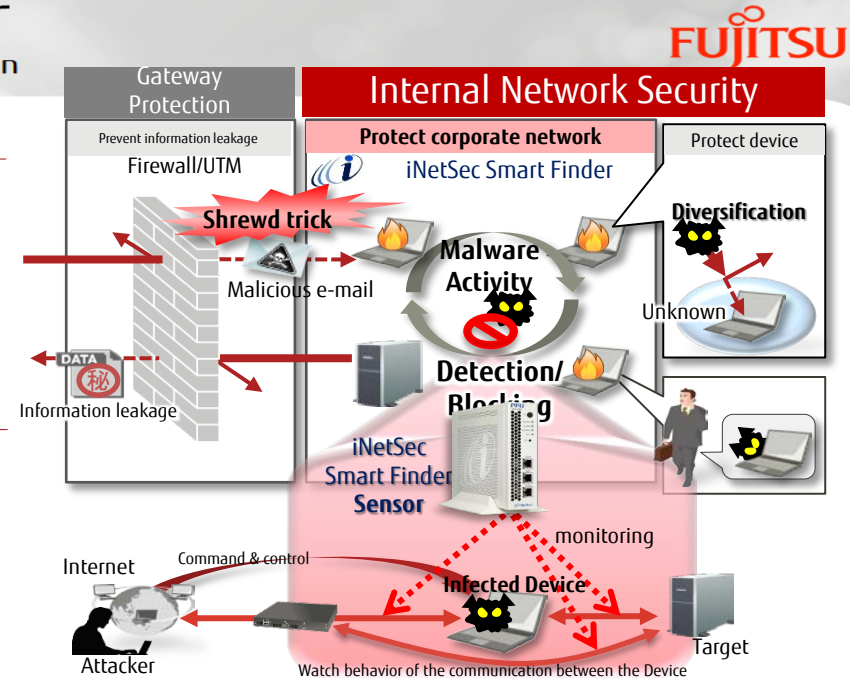 n
FUJITSU
Gateway
Protection
Internal Network Security
Prevent information leakage
Firewall/UTM
Protect corporate network
i
iNetSec Smart Finder
Protect device
Shrewd trick
Diversification
Malware
Activity
Malicious e-mail
Unknown
DATA
秘
Information leakage
Detection/
Blocking
PFU
iNetSec
Smart Finder
Sensor
monitoring
Internet
Command & control
Infected Device
Attacker
Target
Watch behavior of the communication between the Device